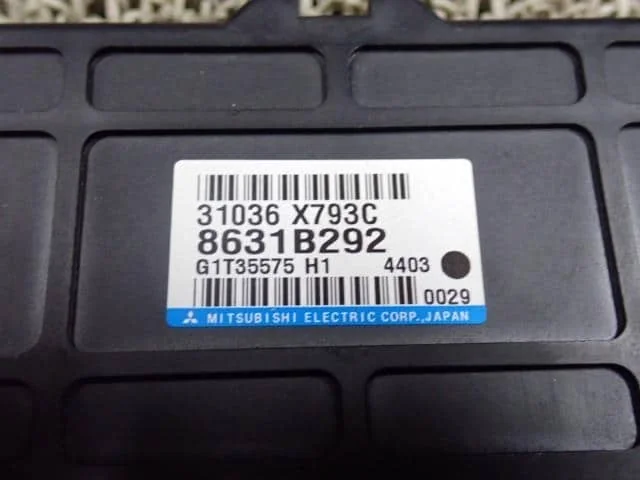 31036 X793C
8631B292
G1T35575 H1 4403
0029
MITSUBISHI ELECTRIC CORP.,JAPAN